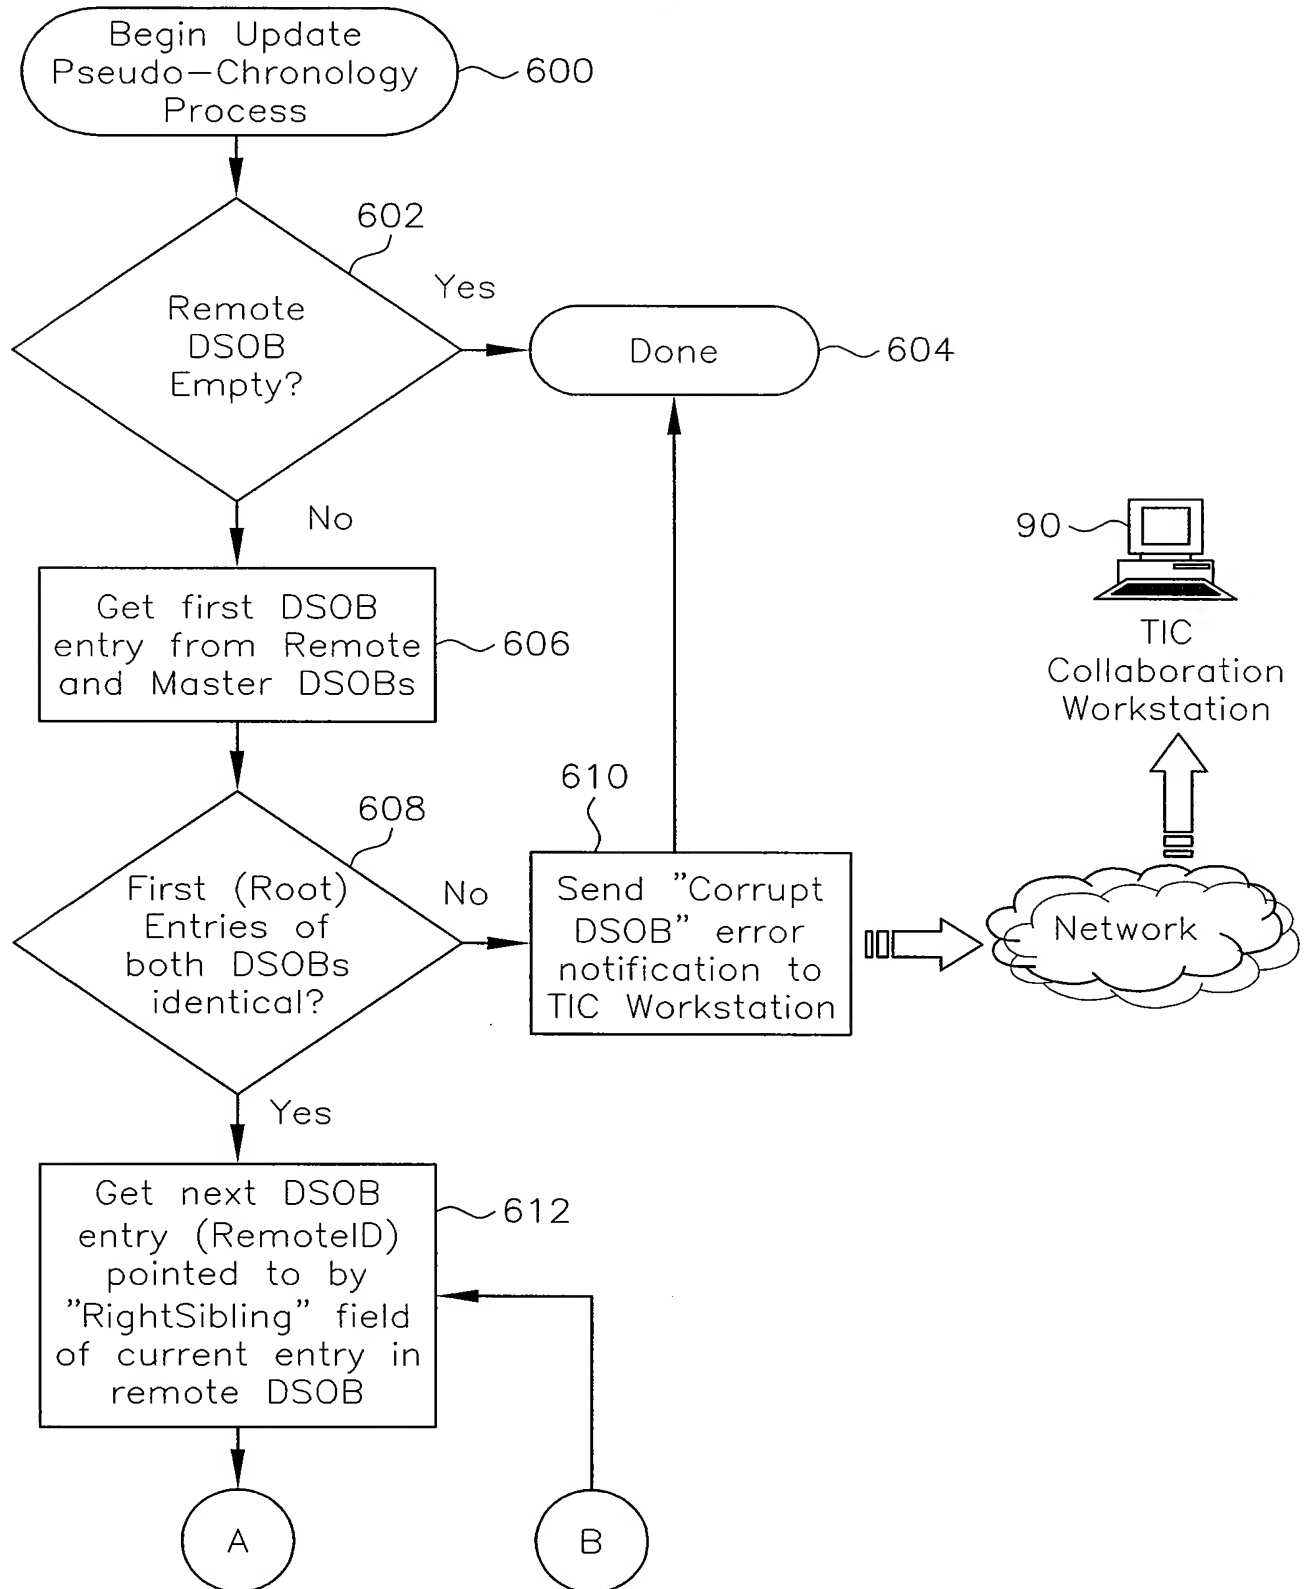 Begin Update
Pseudo-Chronology
Process
600
602
Yes
Remote
DSOB
Empty?
Done
604
No
90
Get first DSOB
entry from Remote
and Master DSOBs
606
TIC
Collaboration
Workstation
610
608
First (Root)
Entries of
both DSOBs
identical?
No
Send "Corrupt
DSOB" error
notification to
TIC Workstation
Network
Yes
Get next DSOB
entry (RemoteID)
pointed to by
"RightSibling" field
of current entry in
remote DSOB
612
A
B